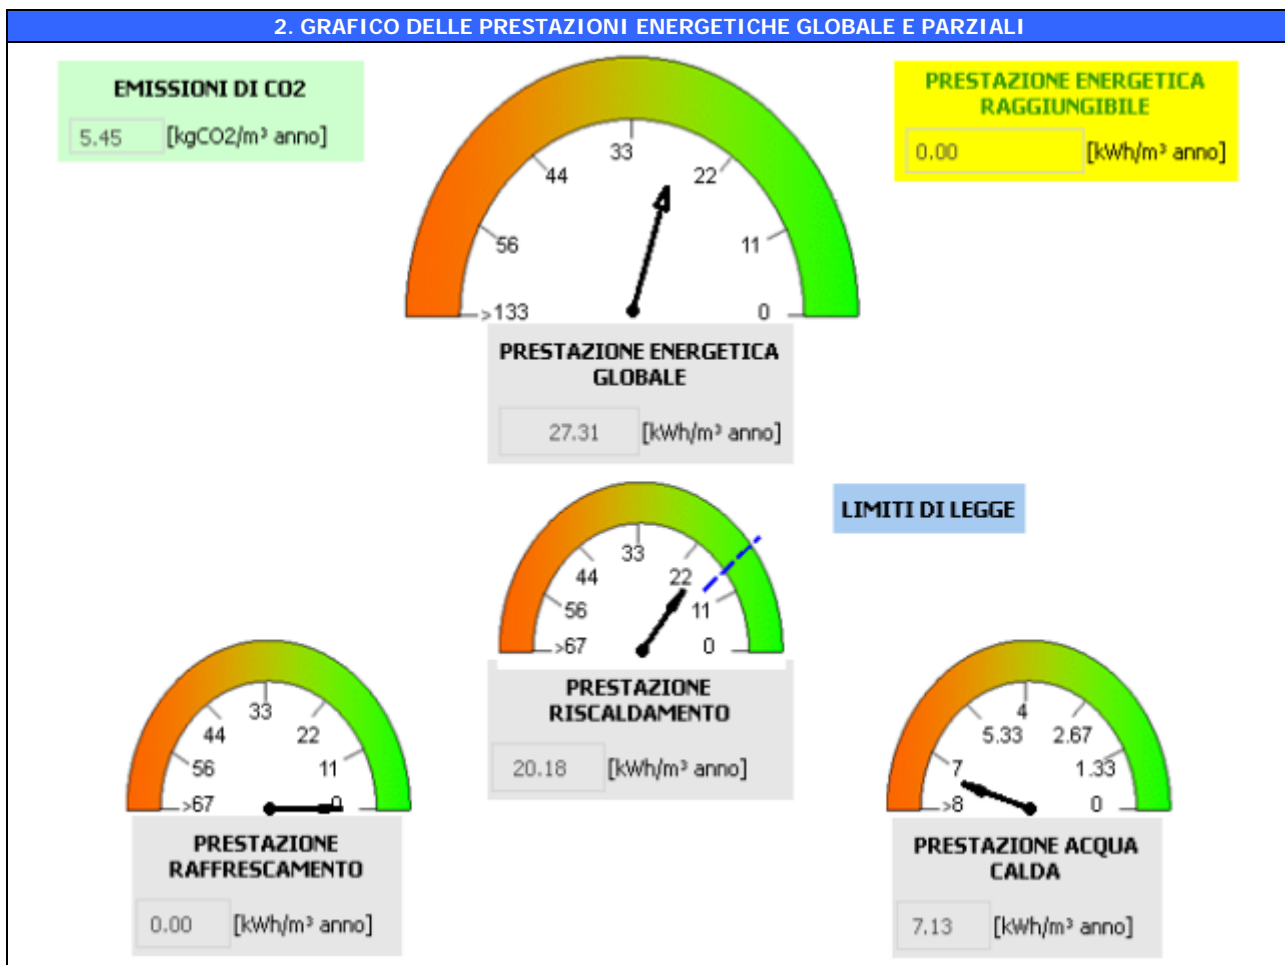 2. GRAFICO DELLE PRESTAZIONI ENERGETICHE GLOBALE E PARZIALI
EMISSIONI DI CO2
5.45 [kgCO2/m³ anno]
PRESTAZIONE ENERGETICA
RAGGIUNGIBILE
0.00 [kWh/m³ anno]
33
44
22
56
11
>133
0
PRESTAZIONE ENERGETICA
GLOBALE
27.31 [kWh/m³ anno]
LIMITI DI LEGGE
33
44
22
56
11
>67
0
PRESTAZIONE
RISCALDAMENTO
20.18 [kWh/m³ anno]
33
44
22
56
11
>67
0
PRESTAZIONE
RAFFRESCAMENTO
0.00 [kWh/m³ anno]
4
5.33
2.67
7
1.33
>8
0
PRESTAZIONE ACQUA
CALDA
7.13 [kWh/m³ anno]